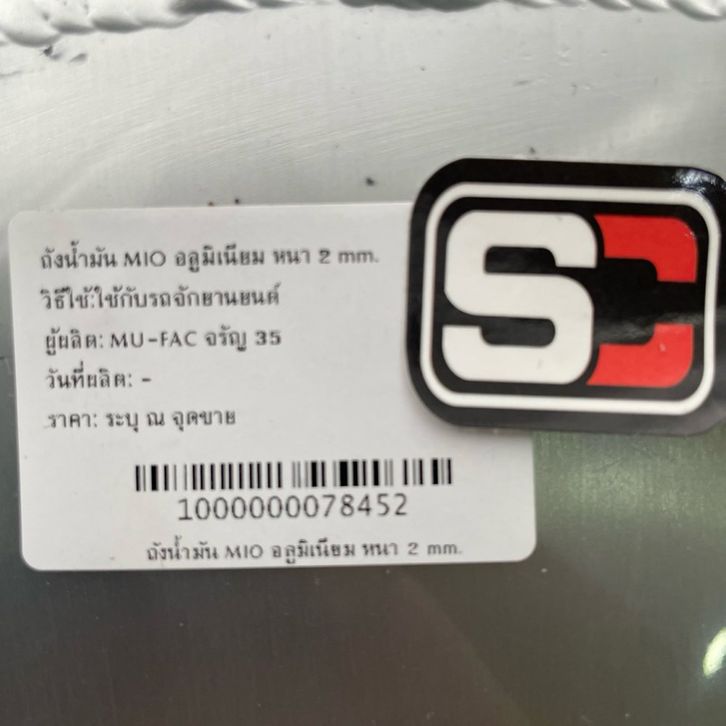 ถังน้ำมัน MIO อลูมิเนียม หนา 2 mm.
วิธีใช้:ใช้กับรถจักยานยนต์
ผู้ผลิต: MU-FAC จรัญ 35
วันที่ผลิต: -
ราคา: ระบุ ณ จุดขาย
1000000078452
ถังน้ำมัน MIO อลูมิเนียม หนา 2 mm.
SC